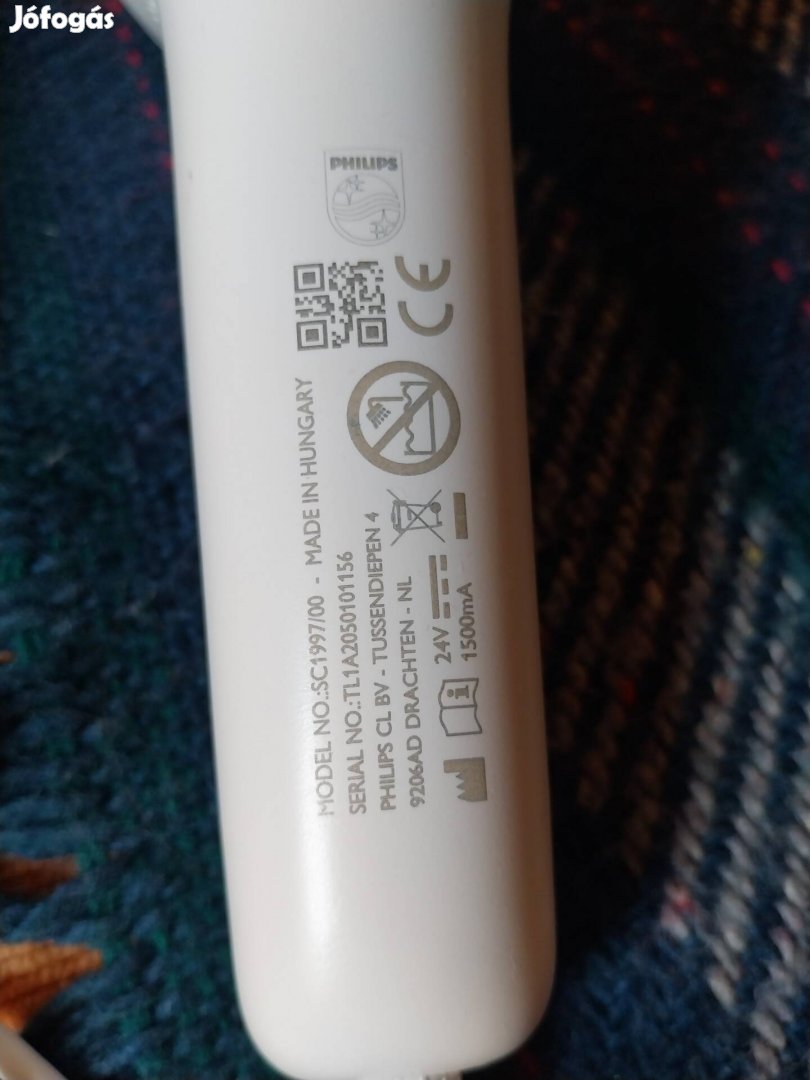 Jófogás
PHILIPS
CE
MODEL NO.:SC1997/00 - MADE IN HUNGARY
SERIAL NO.:TL1A2050101156
PHILIPS CL BV - TUSSENDIEPEN 4
9206AD DRACHTEN - NL
24V
1500mA